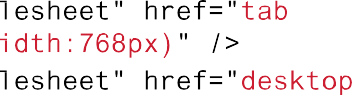 lesheet" href="tab
idth:768px)" />
lesheet" href="desktop